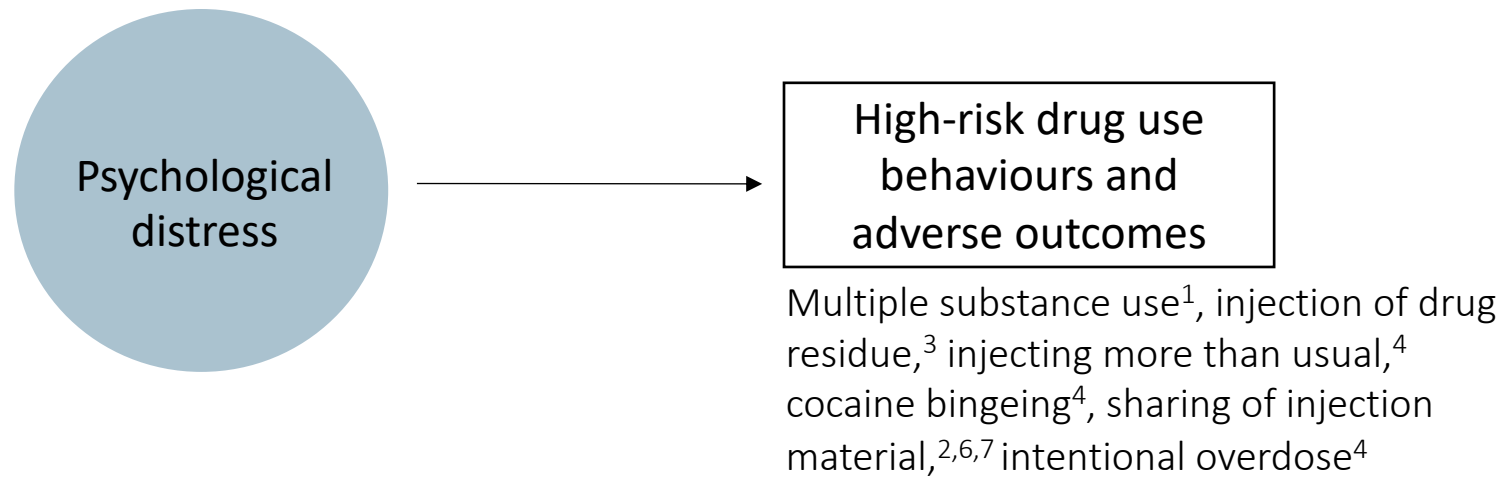 Psychological
distress
High-risk drug use
behaviours and
adverse outcomes
Multiple substance use¹, injection of drug
residue,³ injecting more than usual,⁴
cocaine bingeing⁴, sharing of injection
material,²,⁶,⁷ intentional overdose⁴